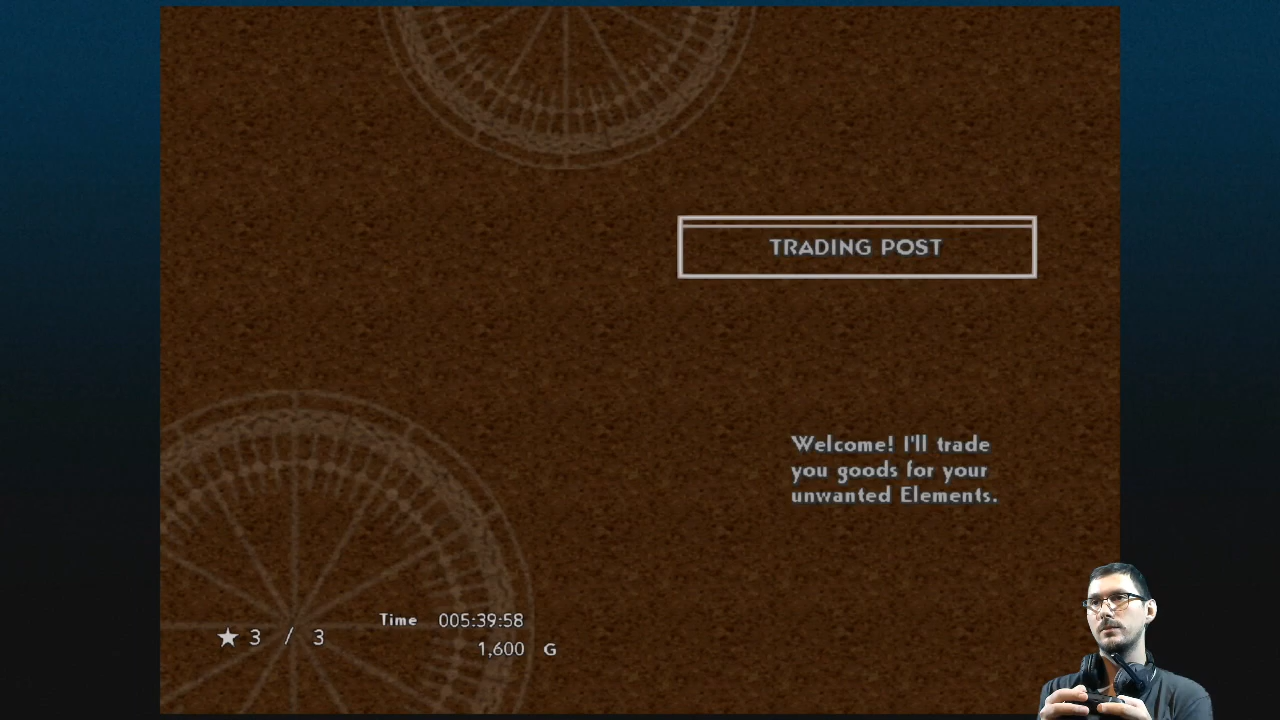 TRADING POST
Welcome! I'll trade
you goods for your
unwanted Elements.
Time 005:39:58
★ 3 / 3
1,600 G